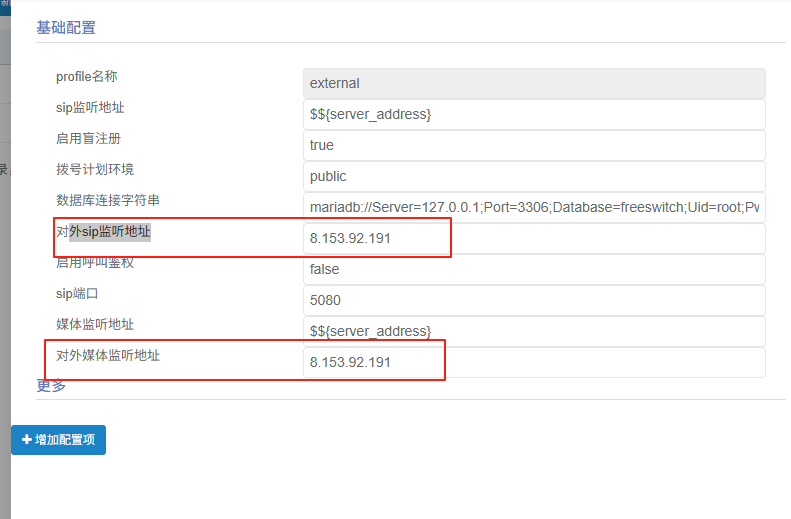 新
基础配置
profile名称
external
sip监听地址
$${server_address}
启用盲注册
true
拨号计划环境
public
录
数据库连接字符串
mariadb://Server=127.0.0.1;Port=3306;Database=freeswitch;Uid=root;Pw
对外sip监听地址
8.153.92.191
启用呼叫鉴权
false
sip端口
5080
媒体监听地址
$${server_address}
对外媒体监听地址
8.153.92.191
更多
+ 增加配置项